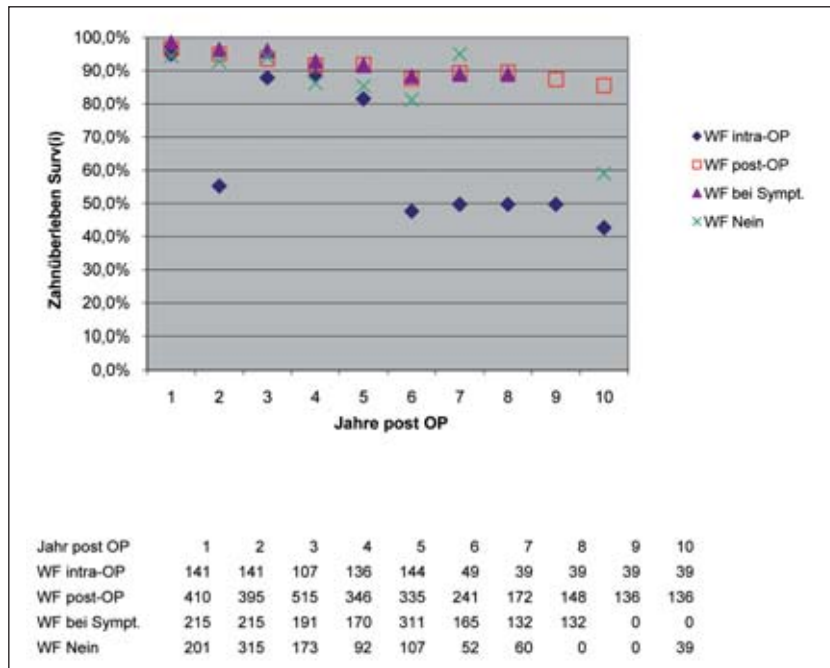 100,0%
90,0%
80,0%
70,0%
60,0%
50,0%
40,0%
30,0%
20,0%
10,0%
0,0%
Zahnüberleben Surv(i)
1 2 3 4 5 6 7 8 9 10
Jahre post OP
WF intra-OP
WF post-OP
WF bei Sympt.
WF Nein
Jahr post OP 1 2 3 4 5 6 7 8 9 10
WF intra-OP 141 141 107 136 144 49 39 39 39 39
WF post-OP 410 395 515 346 335 241 172 148 136 136
WF bei Sympt. 215 215 191 170 311 165 132 132 0 0
WF Nein 201 315 173 92 107 52 60 0 0 39